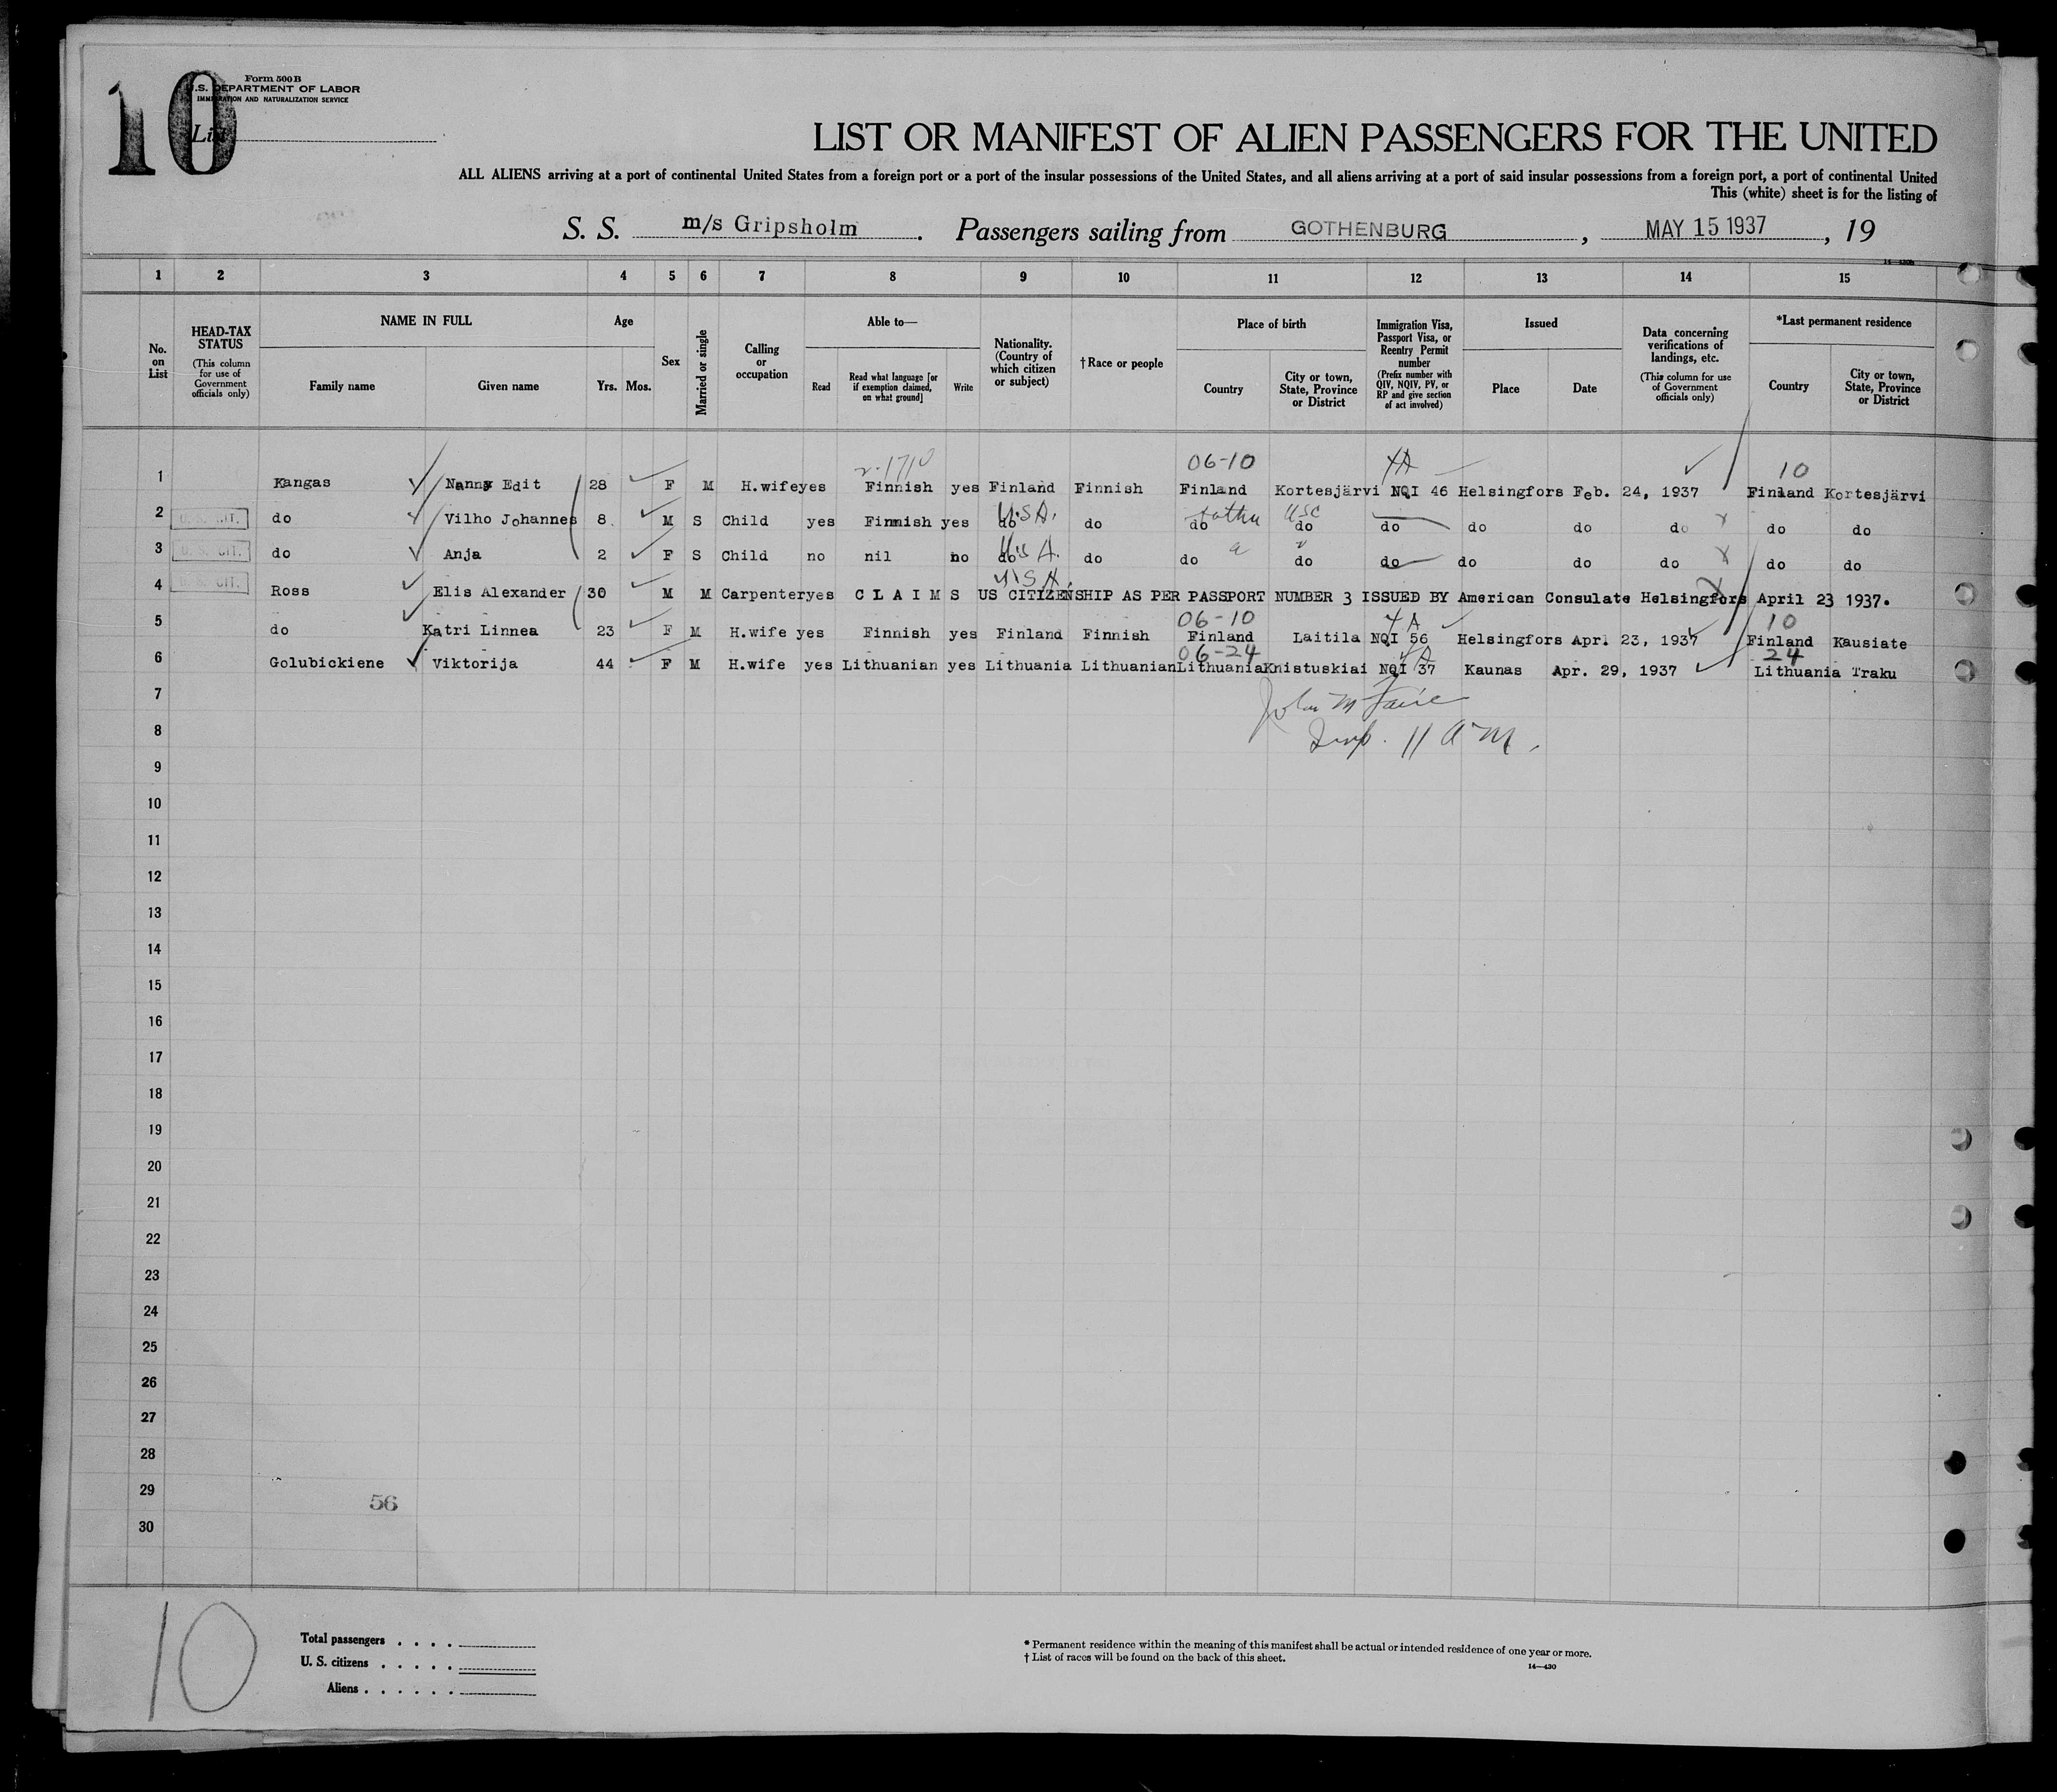 10
Form 500 B
U.S. DEPARTMENT OF LABOR
IMMIGRATION AND NATURALIZATION SERVICE
List
LIST OR MANIFEST OF ALIEN PASSENGERS FOR THE UNITED
ALL ALIENS arriving at a port of continental United States from a foreign port or a port of the insular possessions of the United States, and all aliens arriving at a port of said insular possessions from a foreign port, a port of continental United
This (white) sheet is for the listing of
S. S. m/s Gripsholm. Passengers sailing from GOTHENBURG, MAY 15 1937, 19
1 2 3 4 5 6 7 8 9 10 11 12 13 14 15
No. on List
HEAD-TAX STATUS
(This column for use of Government officials only)
NAME IN FULL
Family name
Given name
Age
Yrs. Mos.
Sex
Married or single
Calling or occupation
Able to—
Read
Read what language [or if exemption claimed, on what ground]
Write
Nationality. (Country of which citizen or subject)
†Race or people
Place of birth
Country
City or town, State, Province or District
Immigration Visa, Passport Visa, or Reentry Permit number
(Prefix number with QIV, NQIV, PV, or RP and give section of act involved)
Issued
Place
Date
Data concerning verifications of landings, etc.
(This column for use of Government officials only)
*Last permanent residence
Country
City or town, State, Province or District
06-10 10
1 Kangas Nanny Edit 28 F M H.wife yes Finnish yes Finland Finnish Finland Kortesjärvi NQI 46 Helsingfors Feb. 24, 1937 Finland Kortesjärvi
U.S.A. USC
2 U. S. CIT. do Vilho Johannes 8 M S Child yes Finnish yes do do do do do do do do do do
U.S.A.
3 U. S. CIT. do Anja 2 F S Child no nil no do do do do do do do do do do
U.S.A.
4 U. S. CIT. Ross Elis Alexander 30 M M Carpenter yes C L A I M S US CITIZENSHIP AS PER PASSPORT NUMBER 3 ISSUED BY American Consulate Helsingfors April 23 1937.
06-10 10
5 do Katri Linnea 23 F M H.wife yes Finnish yes Finland Finnish Finland Laitila NQI 56 Helsingfors Apr. 23, 1937 Finland Kausiate
06-24 24
6 Golubickiene Viktorija 44 F M H.wife yes Lithuanian yes Lithuania Lithuanian Lithuania Knistuskiai NQI 37 Kaunas Apr. 29, 1937 Lithuania Traku
7
8
Insp. 11 AM.
9
10
11
12
13
14
15
16
17
18
19
20
21
22
23
24
25
26
27
28
29
56
30
10
Total passengers . . . .
U. S. citizens . . . . .
Aliens . . . . . .
* Permanent residence within the meaning of this manifest shall be actual or intended residence of one year or more.
† List of races will be found on the back of this sheet.
14—430